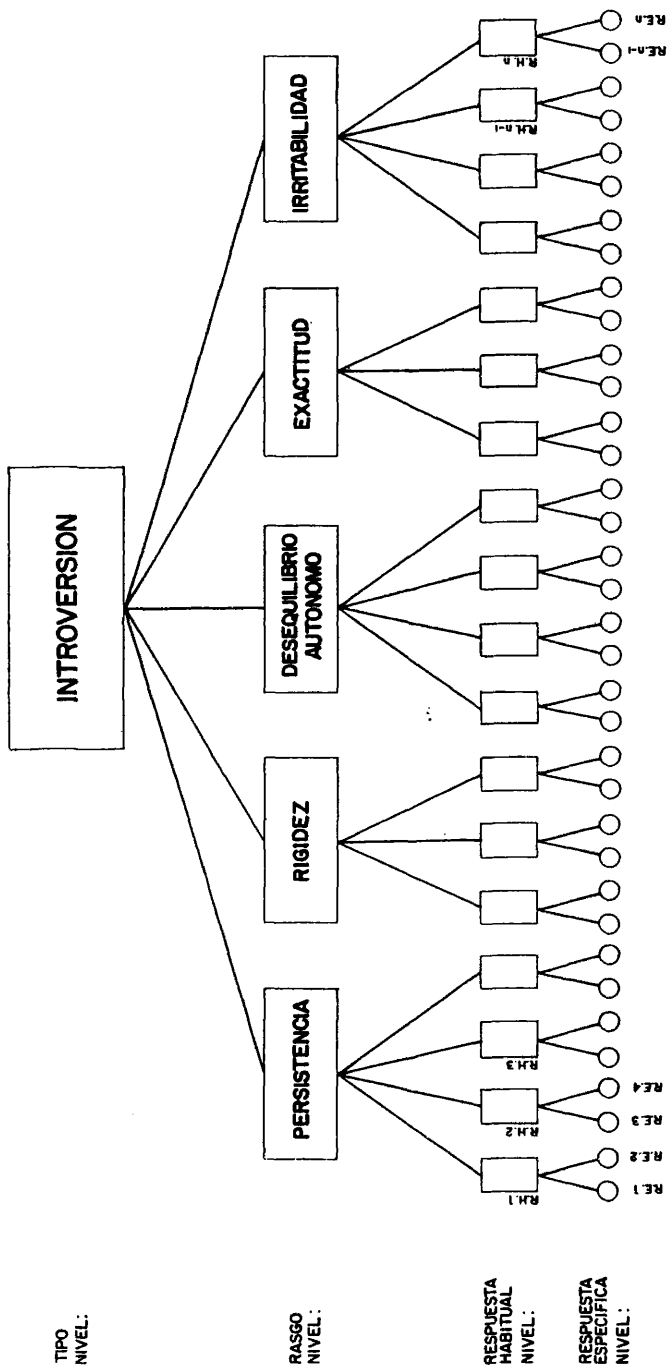 TIPO
NIVEL:
INTROVERSION
RASGO
NIVEL:
PERSISTENCIA
RIGIDEZ
DESEQUILIBRIO
AUTONOMO
EXACTITUD
IRRITABILIDAD
RESPUESTA
HABITUAL
NIVEL:
R.H.1
R.H.2
R.H.3
R.H.n-1
R.H.n
RESPUESTA
ESPECIFICA
NIVEL:
R.E.1
R.E.2
R.E.3
R.E.4
R.E.n-1
R.E.n